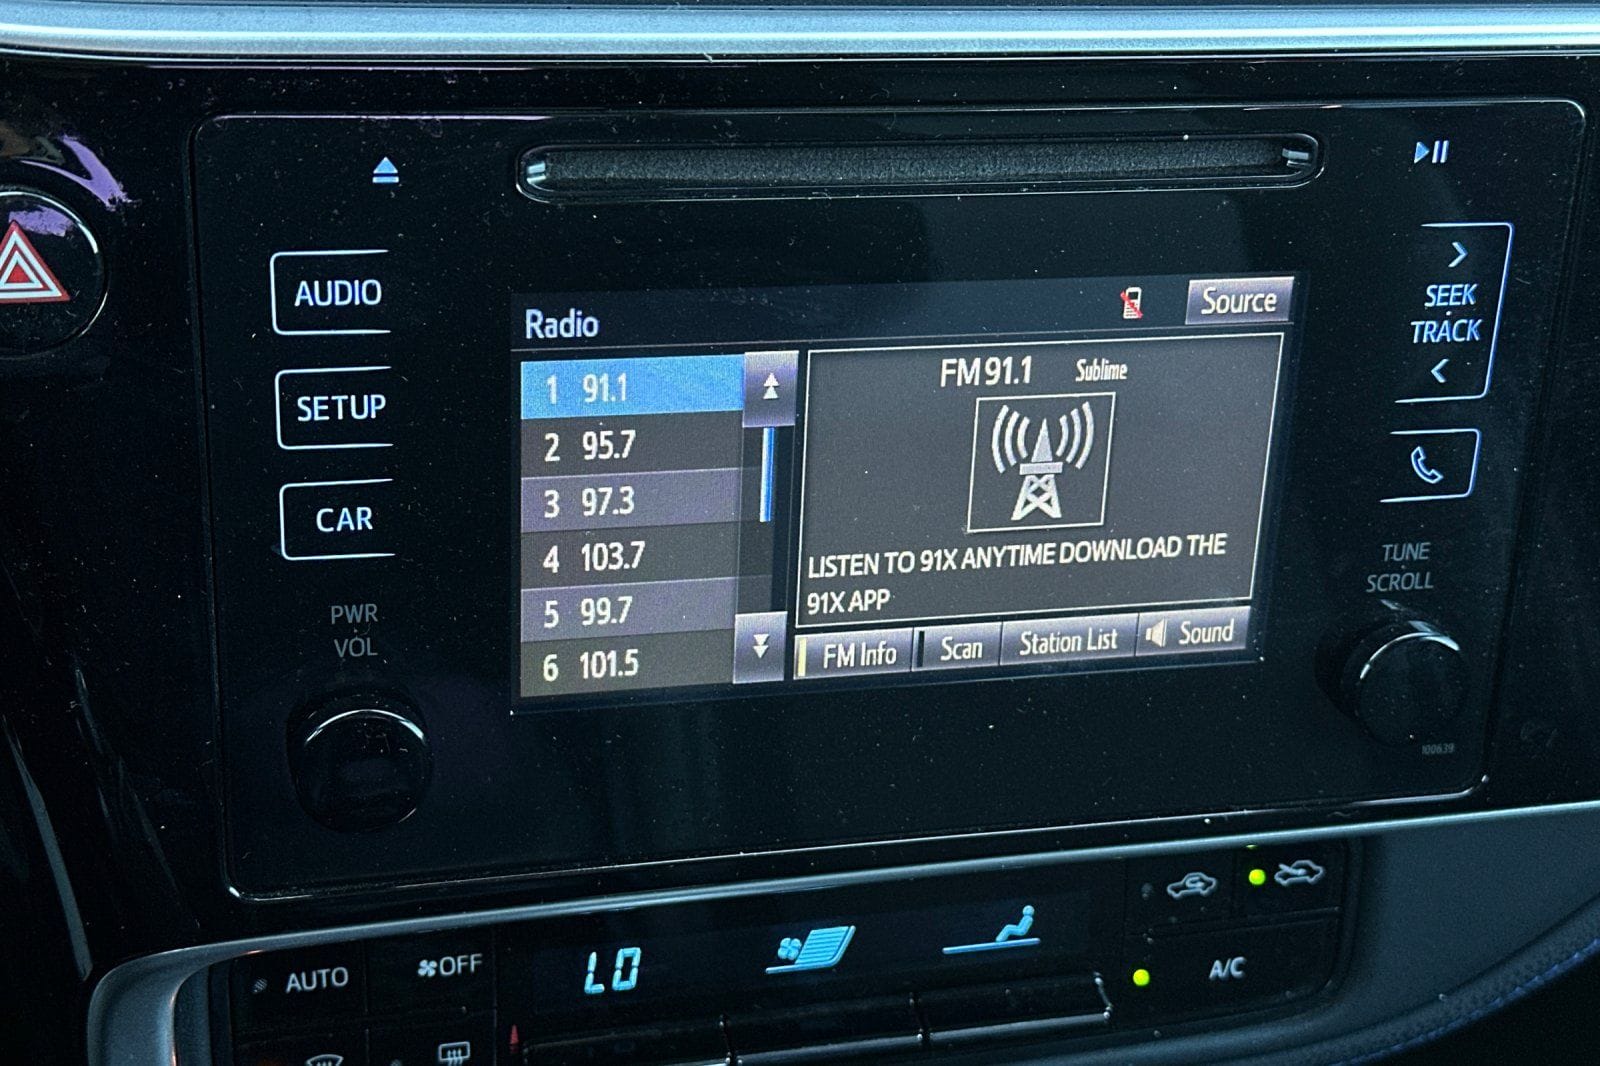 AUDIO
SETUP
CAR
PWR
VOL
Radio
Source
1 91.1
2 95.7
3 97.3
4 103.7
5 99.7
6 101.5
FM 91.1 Sublime
LISTEN TO 91X ANYTIME DOWNLOAD THE
91X APP
FM Info
Scan
Station List
Sound
SEEK
TRACK
TUNE
SCROLL
100639
AUTO
OFF
LO
A/C